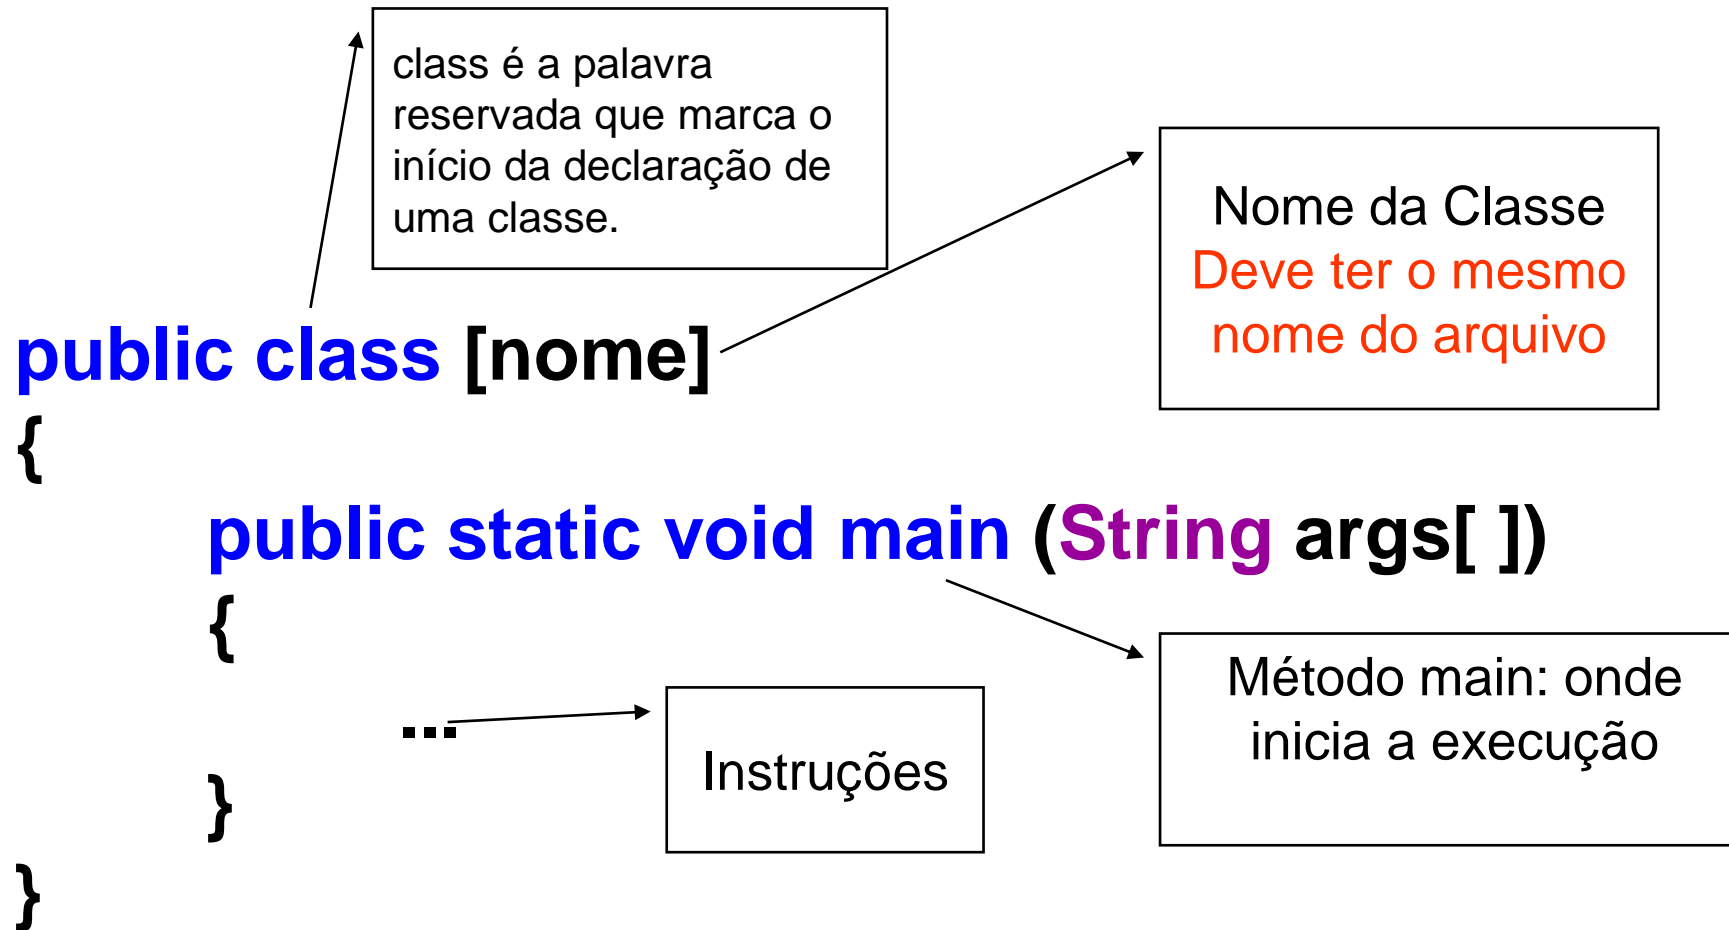 class é a palavra
reservada que marca o
início da declaração de
uma classe.
Nome da Classe
Deve ter o mesmo
nome do arquivo
public class [nome]
{
public static void main (String args[ ])
{
...
Instruções
Método main: onde
inicia a execução
}
}